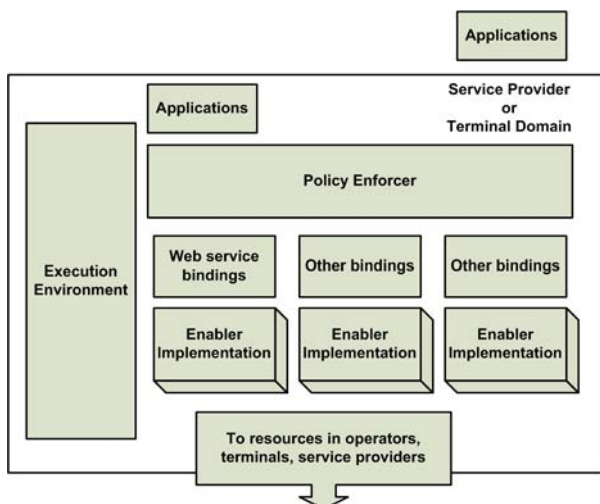 Applications
Service Provider
or
Terminal Domain
Applications
Policy Enforcer
Execution
Environment
Web service
bindings
Other bindings
Other bindings
Enabler
Implementation
Enabler
Implementation
Enabler
Implementation
To resources in operators,
terminals, service providers